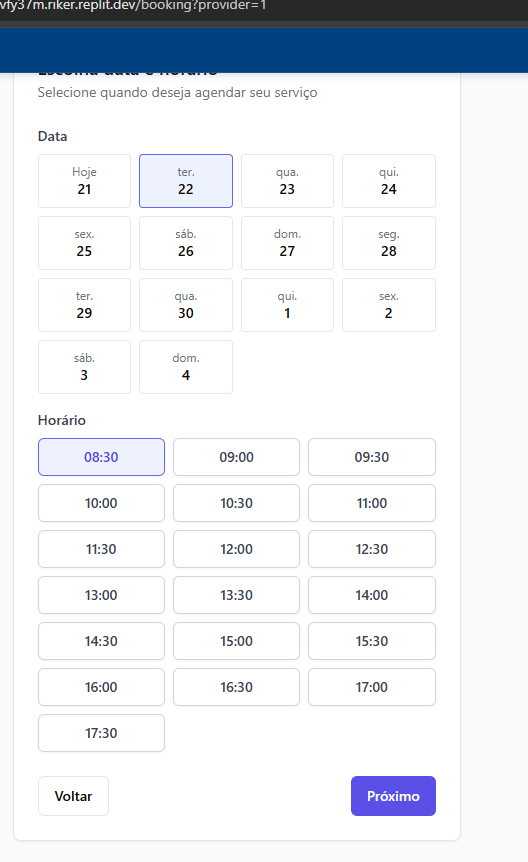 vfy37m.riker.replit.dev/booking?provider=1
Escolha data e horário
Selecione quando deseja agendar seu serviço
Data
Hoje ter. qua. qui.
21 22 23 24
sex. sáb. dom. seg.
25 26 27 28
ter. qua. qui. sex.
29 30 1 2
sáb. dom.
3 4
Horário
08:30 09:00 09:30
10:00 10:30 11:00
11:30 12:00 12:30
13:00 13:30 14:00
14:30 15:00 15:30
16:00 16:30 17:00
17:30
Voltar Próximo